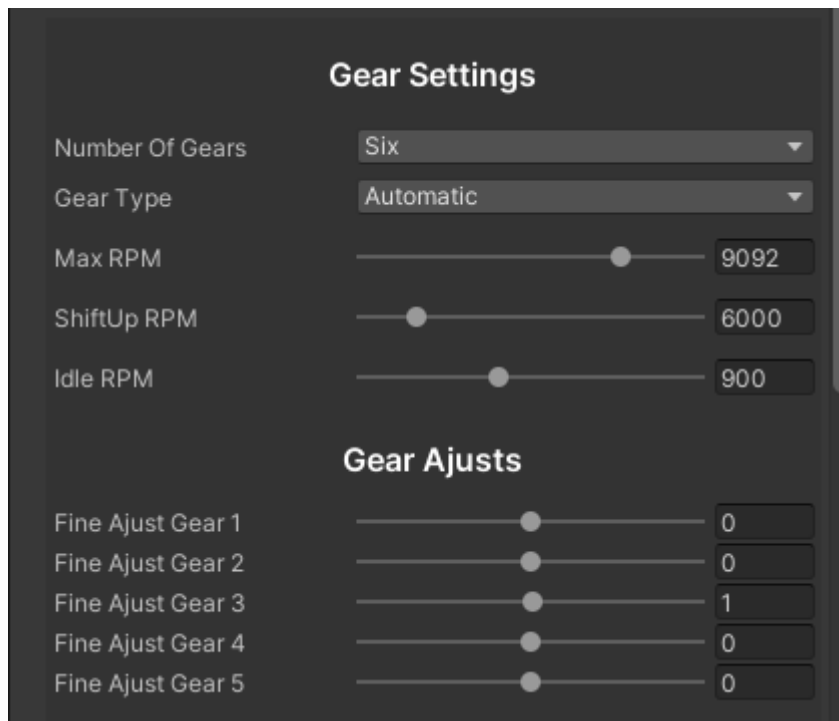 Gear Settings
Number Of Gears Six
Gear Type Automatic
Max RPM 9092
ShiftUp RPM 6000
Idle RPM 900
Gear Ajusts
Fine Ajust Gear 1 0
Fine Ajust Gear 2 0
Fine Ajust Gear 3 1
Fine Ajust Gear 4 0
Fine Ajust Gear 5 0